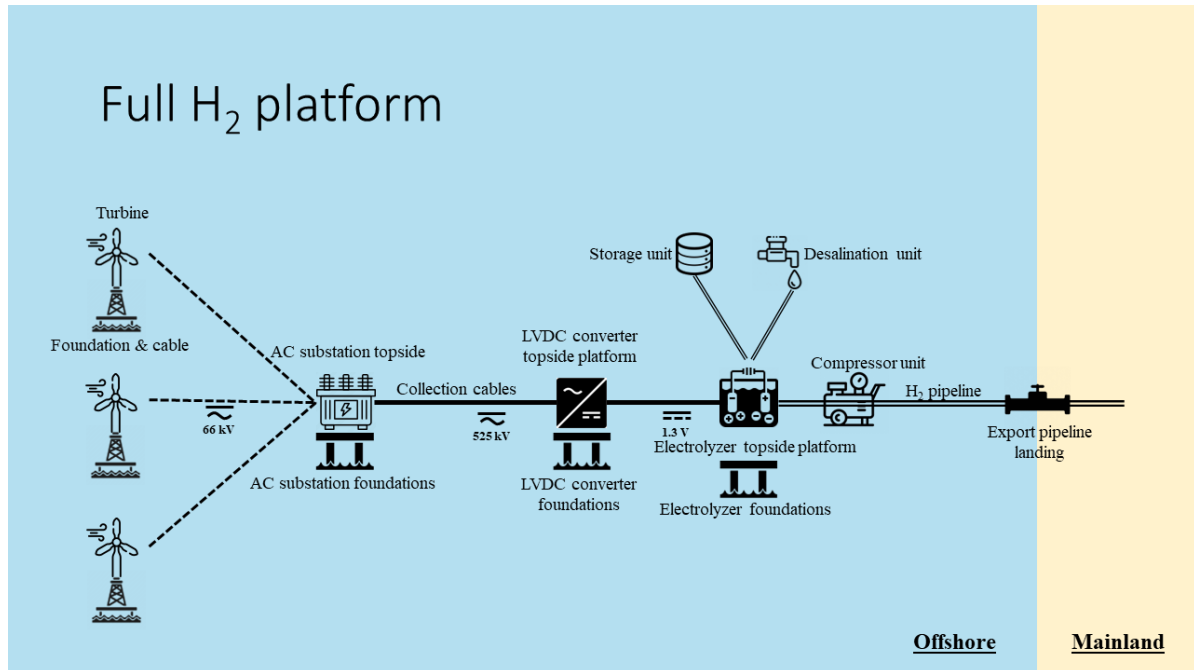 Full H₂ platform
Turbine
Foundation & cable
66 kV
AC substation topside
AC substation foundations
Collection cables
525 kV
LVDC converter
topside platform
LVDC converter
foundations
1.3 V
Storage unit
Desalination unit
Electrolyzer topside platform
Electrolyzer foundations
Compressor unit
H₂ pipeline
Export pipeline
landing
Offshore
Mainland